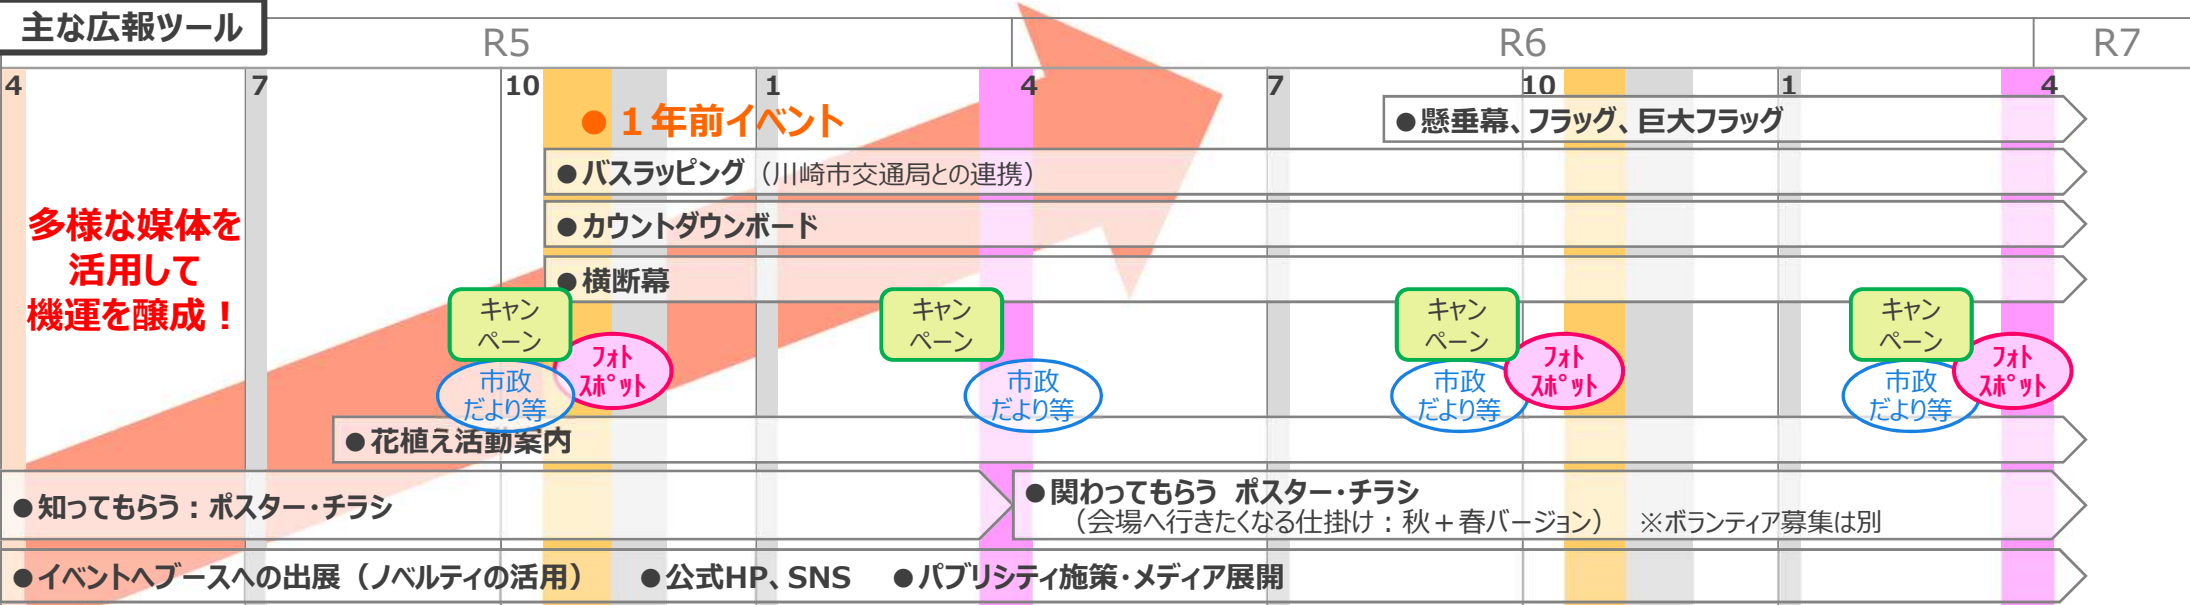 主な広報ツール
R5
R6
R7
4
7
10
1
4
7
10
1
4
●１年前イベント
●懸垂幕、フラッグ、巨大フラッグ
●バスラッピング（川崎市交通局との連携）
●カウントダウンボード
●横断幕
多様な媒体を
活用して
機運を醸成！
キャン
ペーン
キャン
ペーン
キャン
ペーン
キャン
ペーン
ﾌｫﾄ
ｽﾎﾟｯﾄ
ﾌｫﾄ
ｽﾎﾟｯﾄ
ﾌｫﾄ
ｽﾎﾟｯﾄ
市政
だより等
市政
だより等
市政
だより等
市政
だより等
●花植え活動案内
●知ってもらう：ポスター・チラシ
●関わってもらう　ポスター・チラシ
（会場へ行きたくなる仕掛け：秋＋春バージョン）　※ボランティア募集は別
●イベントへブースへの出展（ノベルティの活用）　●公式HP、SNS　●パブリシティ施策・メディア展開